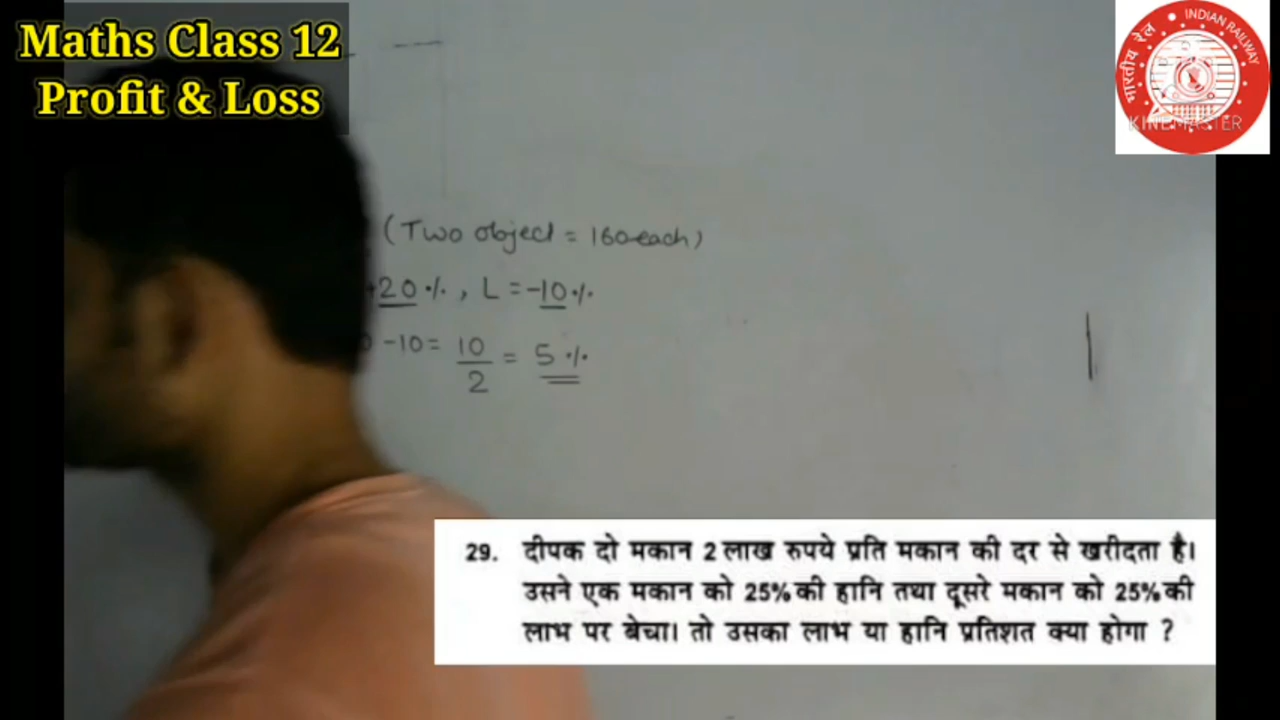 Maths Class 12
Profit & Loss
भारतीय रेल
INDIAN RAILWAY
KINEMASTER
(Two object = 160 each)
+20 %, L = -10 %
-10 = 10/2 = 5 %
29. दीपक दो मकान 2 लाख रुपये प्रति मकान की दर से खरीदता है।
उसने एक मकान को 25% की हानि तथा दूसरे मकान को 25% की
लाभ पर बेचा। तो उसका लाभ या हानि प्रतिशत क्या होगा ?